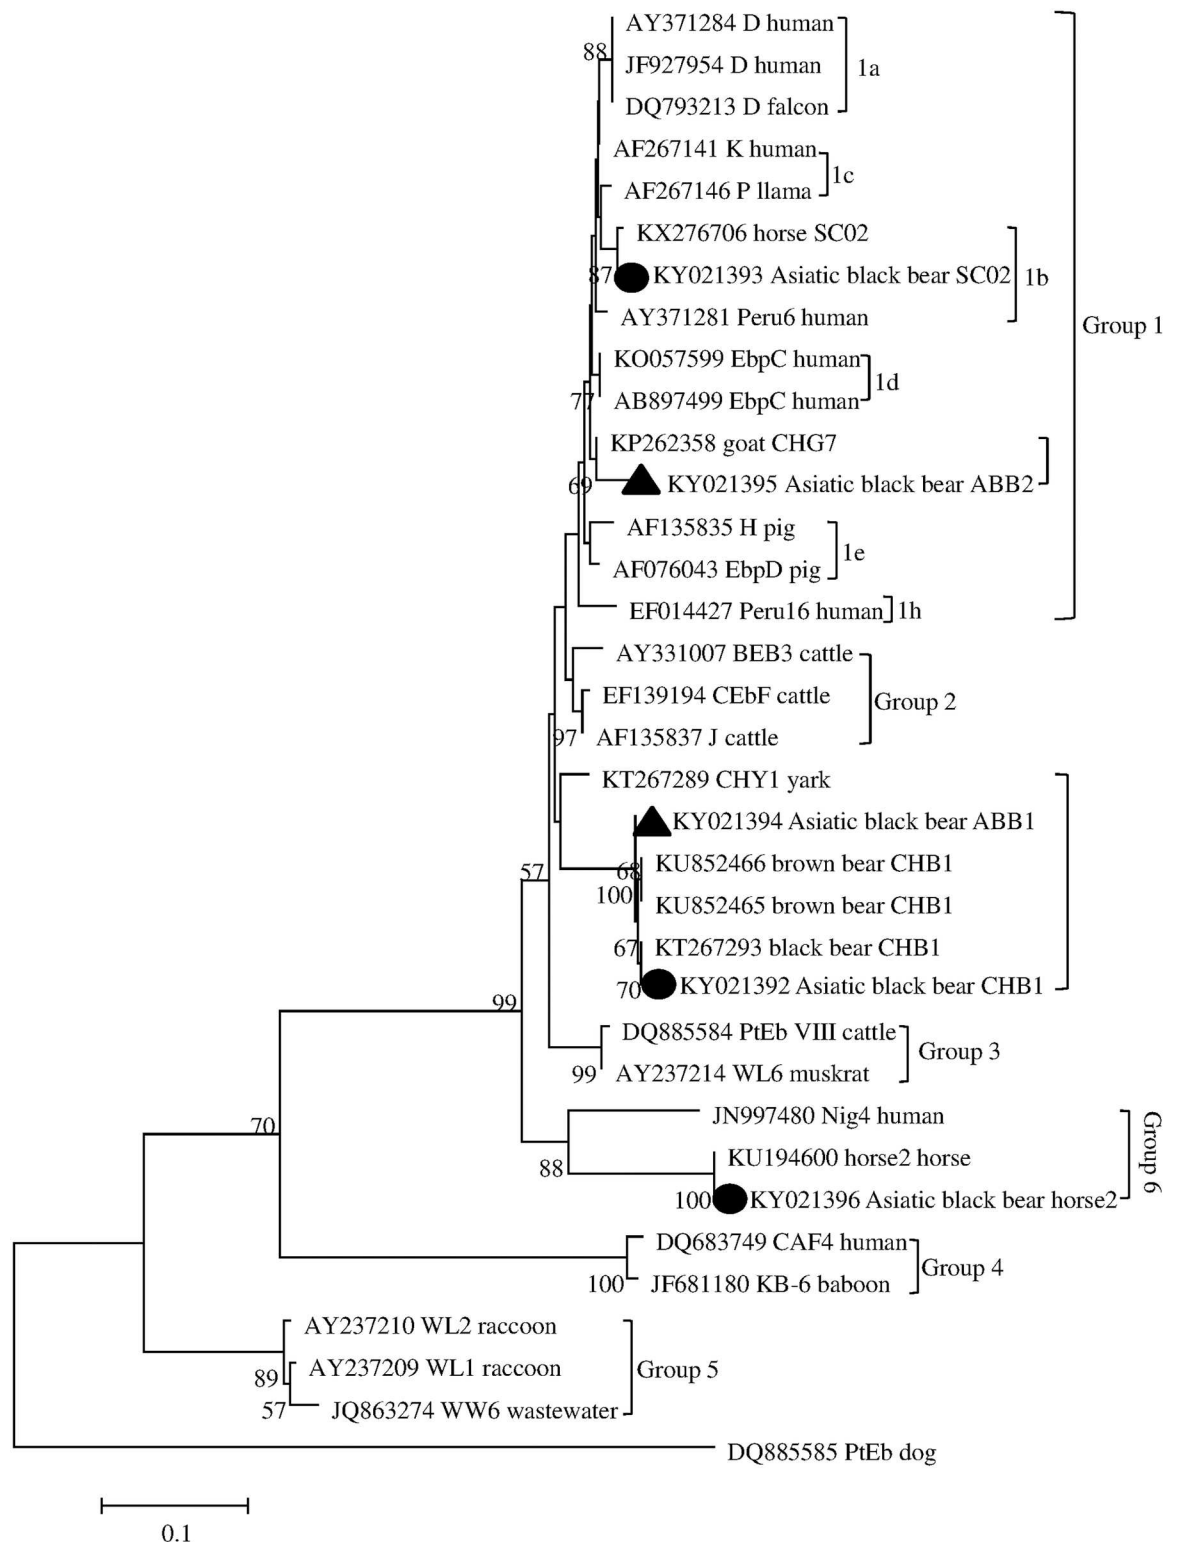 AY371284 D human
88
JF927954 D human
1a
DQ793213 D falcon
AF267141 K human
1c
AF267146 P llama
KX276706 horse SC02
87
KY021393 Asiatic black bear SC02
1b
AY371281 Peru6 human
Group 1
KO057599 EbpC human
1d
77
AB897499 EbpC human
KP262358 goat CHG7
69
KY021395 Asiatic black bear ABB2
AF135835 H pig
1e
AF076043 EbpD pig
EF014427 Peru16 human
1h
AY331007 BEB3 cattle
EF139194 CEbF cattle
Group 2
97
AF135837 J cattle
KT267289 CHY1 yark
KY021394 Asiatic black bear ABB1
57
68
KU852466 brown bear CHB1
100
KU852465 brown bear CHB1
67
KT267293 black bear CHB1
70
KY021392 Asiatic black bear CHB1
99
DQ885584 PtEb VIII cattle
Group 3
99
AY237214 WL6 muskrat
70
JN997480 Nig4 human
Group 6
88
KU194600 horse2 horse
100
KY021396 Asiatic black bear horse2
DQ683749 CAF4 human
Group 4
100
JF681180 KB-6 baboon
AY237210 WL2 raccoon
89
AY237209 WL1 raccoon
Group 5
57
JQ863274 WW6 wastewater
DQ885585 PtEb dog
0.1